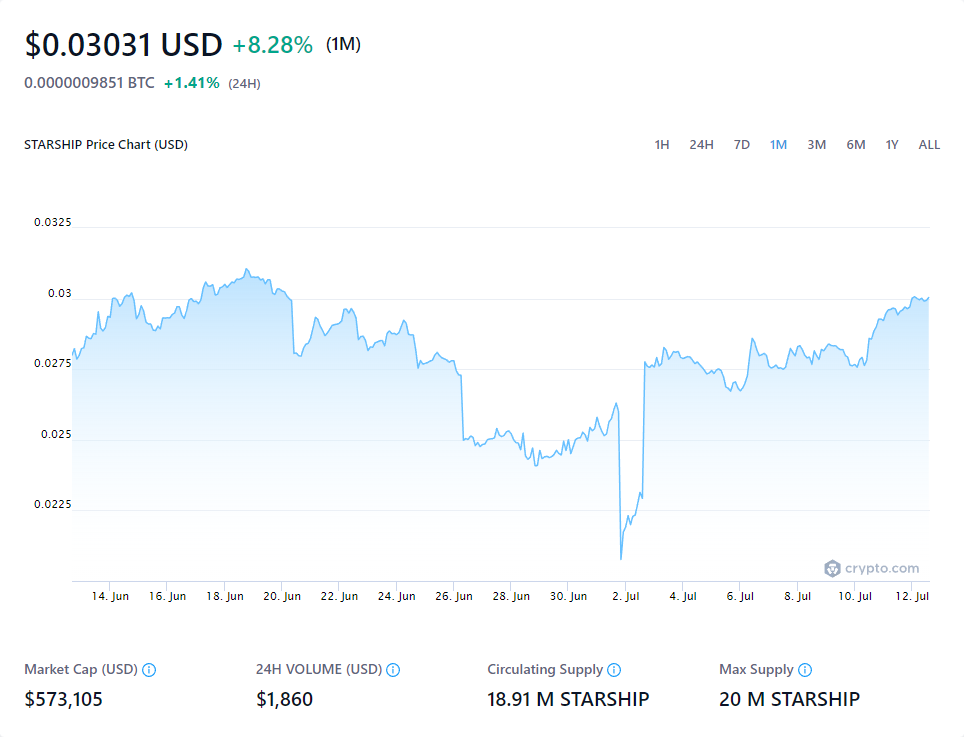 $0.03031 USD +8.28% (1M)
0.0000009851 BTC +1.41% (24H)
STARSHIP Price Chart (USD)
1H 24H 7D 1M 3M 6M 1Y ALL
0.0325
0.03
0.0275
0.025
0.0225
crypto.com
14. Jun 16. Jun 18. Jun 20. Jun 22. Jun 24. Jun 26. Jun 28. Jun 30. Jun 2. Jul 4. Jul 6. Jul 8. Jul 10. Jul 12. Jul
Market Cap (USD) 24H VOLUME (USD) Circulating Supply Max Supply
$573,105 $1,860 18.91 M STARSHIP 20 M STARSHIP